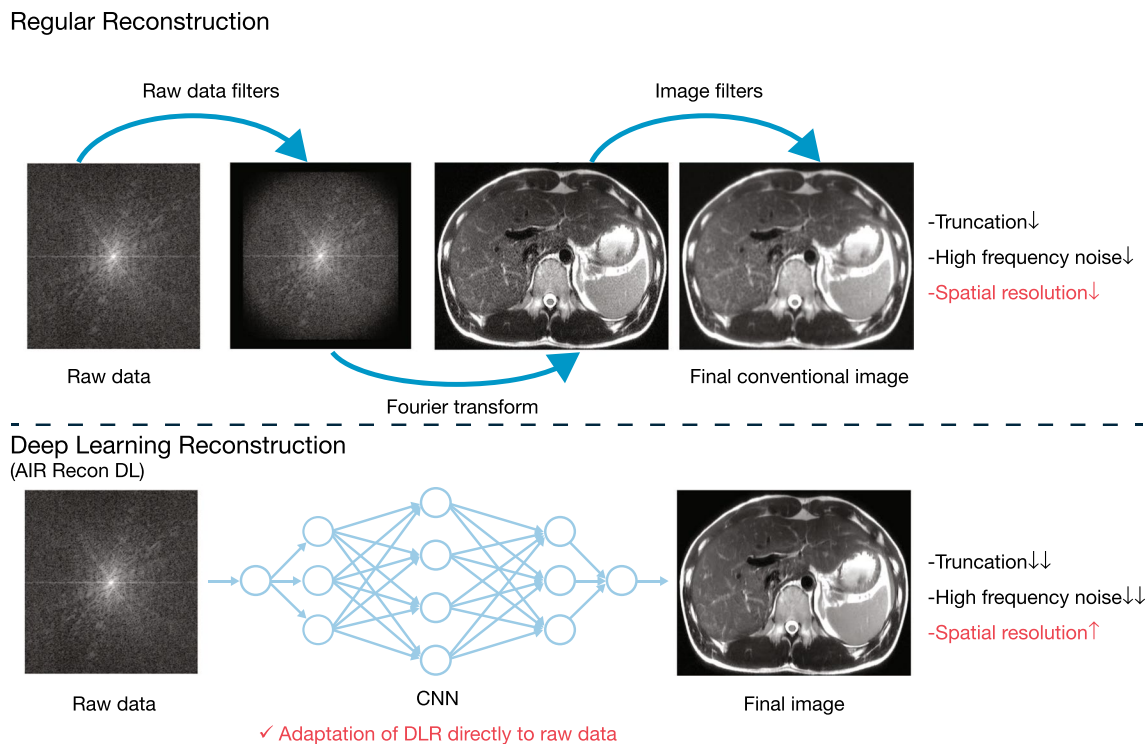 Regular Reconstruction
Raw data filters
Image filters
-Truncation↓
-High frequency noise↓
-Spatial resolution↓
Raw data
Final conventional image
Fourier transform
Deep Learning Reconstruction
(AIR Recon DL)
-Truncation↓↓
-High frequency noise↓↓
-Spatial resolution↑
Raw data
CNN
Final image
✓ Adaptation of DLR directly to raw data